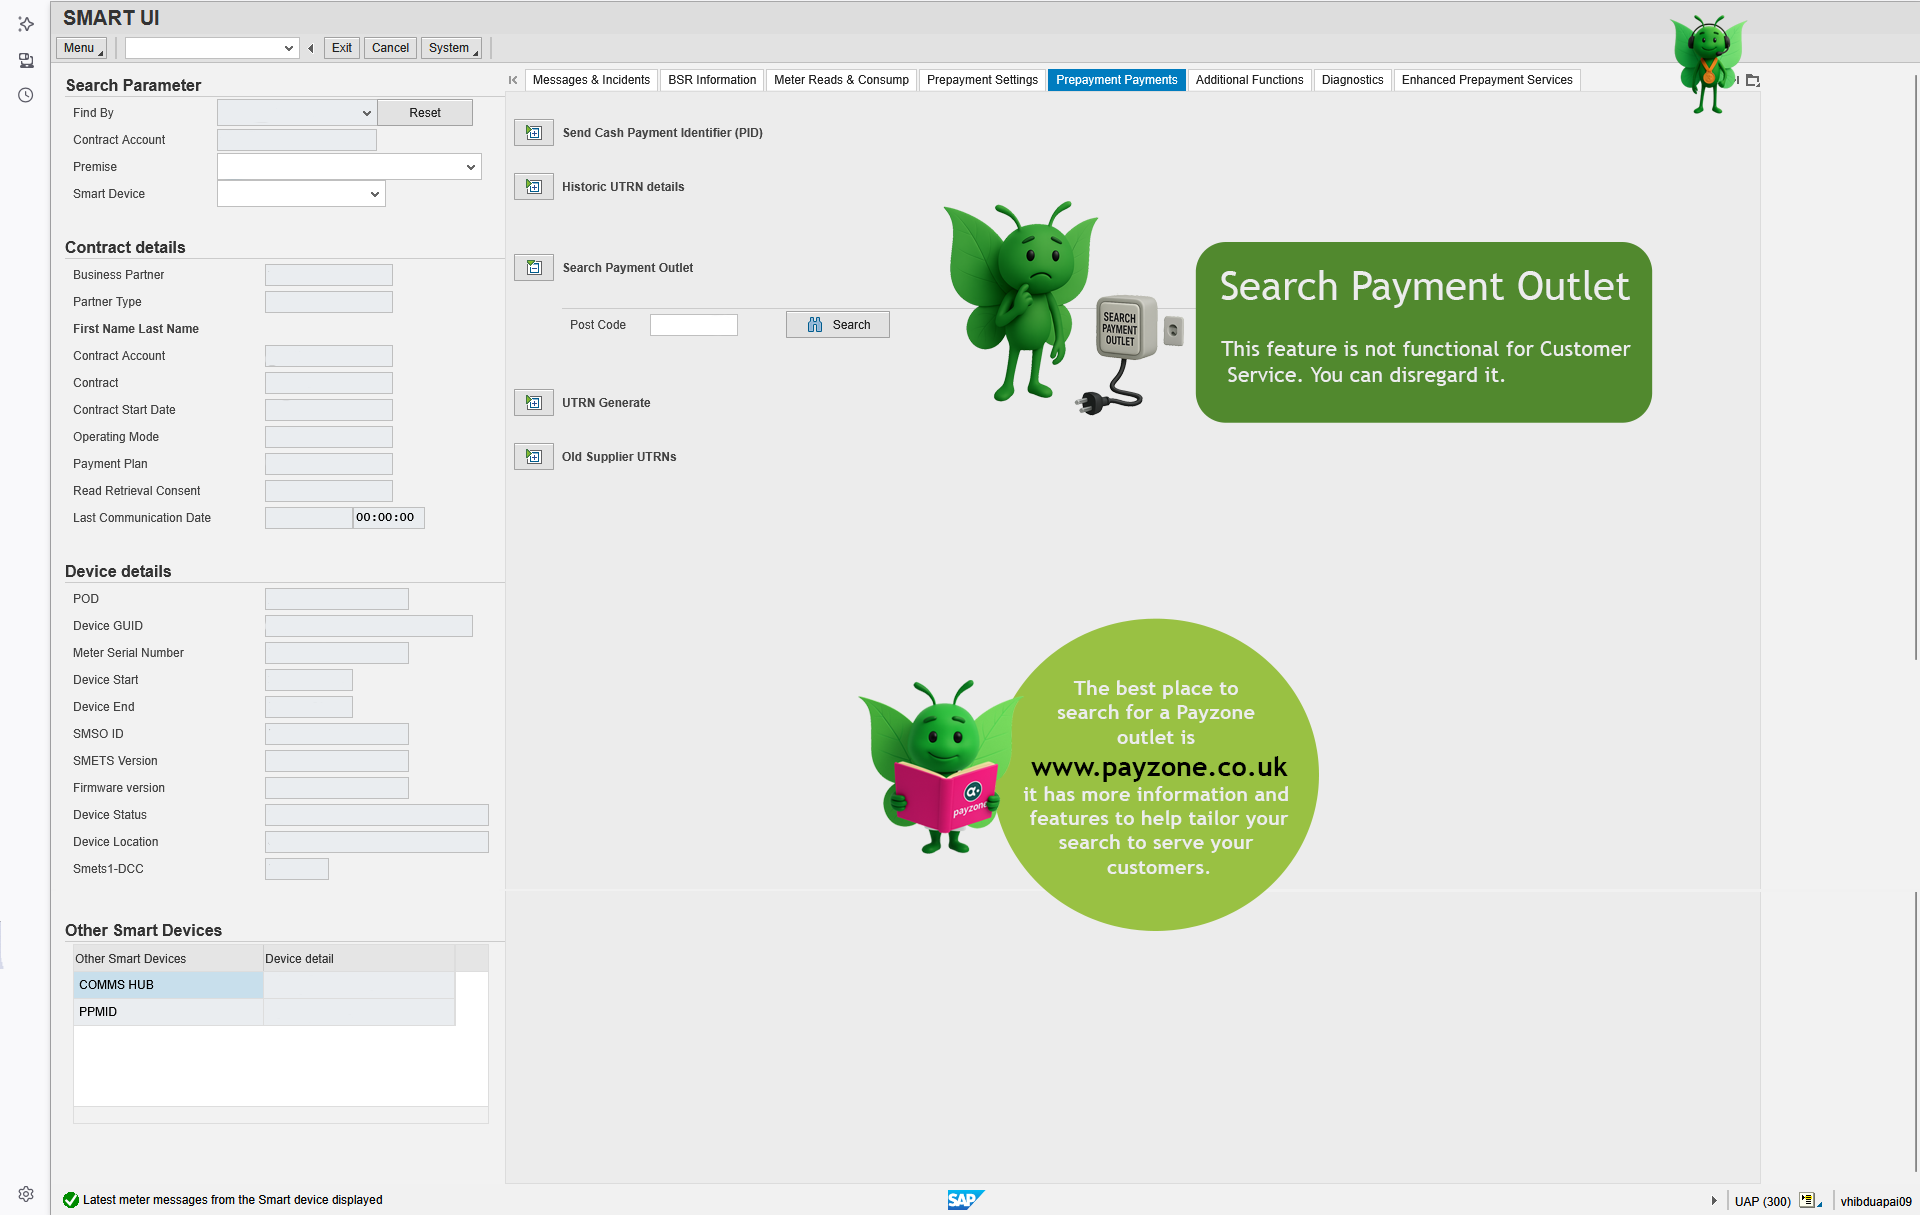 SMART UI
Menu
Exit
Cancel
System
Search Parameter
Find By
Reset
Contract Account
Premise
Smart Device
Contract details
Business Partner
Partner Type
First Name Last Name
Contract Account
Contract
Contract Start Date
Operating Mode
Payment Plan
Read Retrieval Consent
Last Communication Date
00:00:00
Device details
POD
Device GUID
Meter Serial Number
Device Start
Device End
SMSO ID
SMETS Version
Firmware version
Device Status
Device Location
Smets1-DCC
Other Smart Devices
Other Smart Devices
Device detail
COMMS HUB
PPMID
Messages & Incidents
BSR Information
Meter Reads & Consump
Prepayment Settings
Prepayment Payments
Additional Functions
Diagnostics
Enhanced Prepayment Services
Send Cash Payment Identifier (PID)
Historic UTRN details
Search Payment Outlet
Post Code
Search
UTRN Generate
Old Supplier UTRNs
SEARCH
PAYMENT
OUTLET
Search Payment Outlet
This feature is not functional for Customer
Service. You can disregard it.
payzone
The best place to
search for a Payzone
outlet is
www.payzone.co.uk
it has more information and
features to help tailor your
search to serve your
customers.
Latest meter messages from the Smart device displayed
SAP
UAP (300)
vhibduapai09